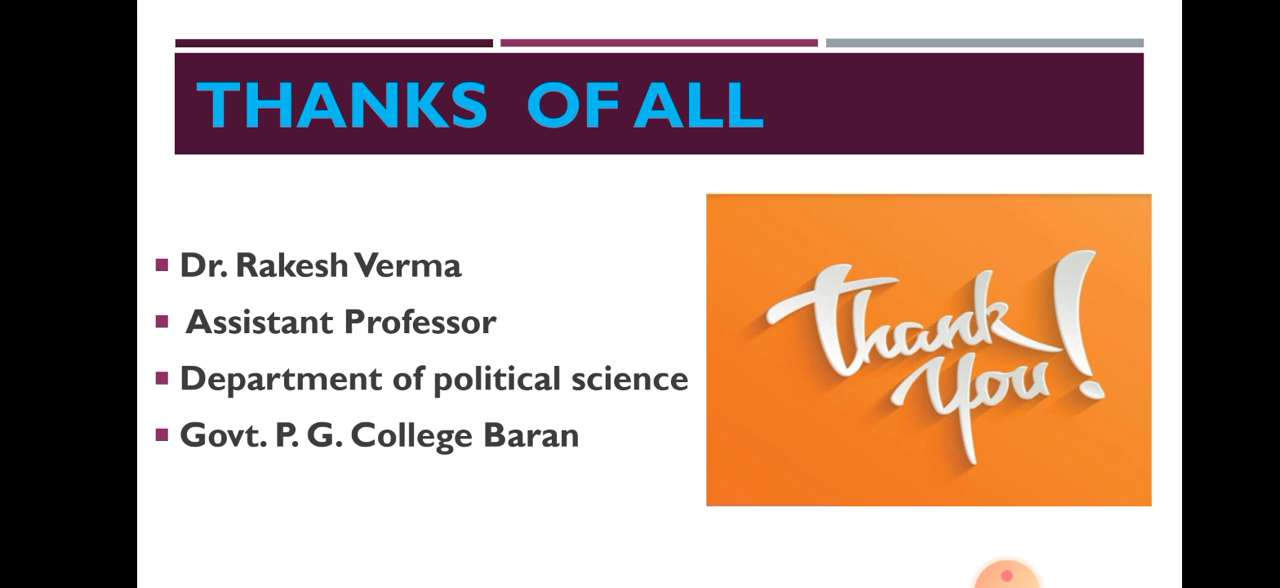 THANKS OF ALL
Dr. Rakesh Verma
Assistant Professor
Department of political science
Govt. P. G. College Baran
Thank
You!